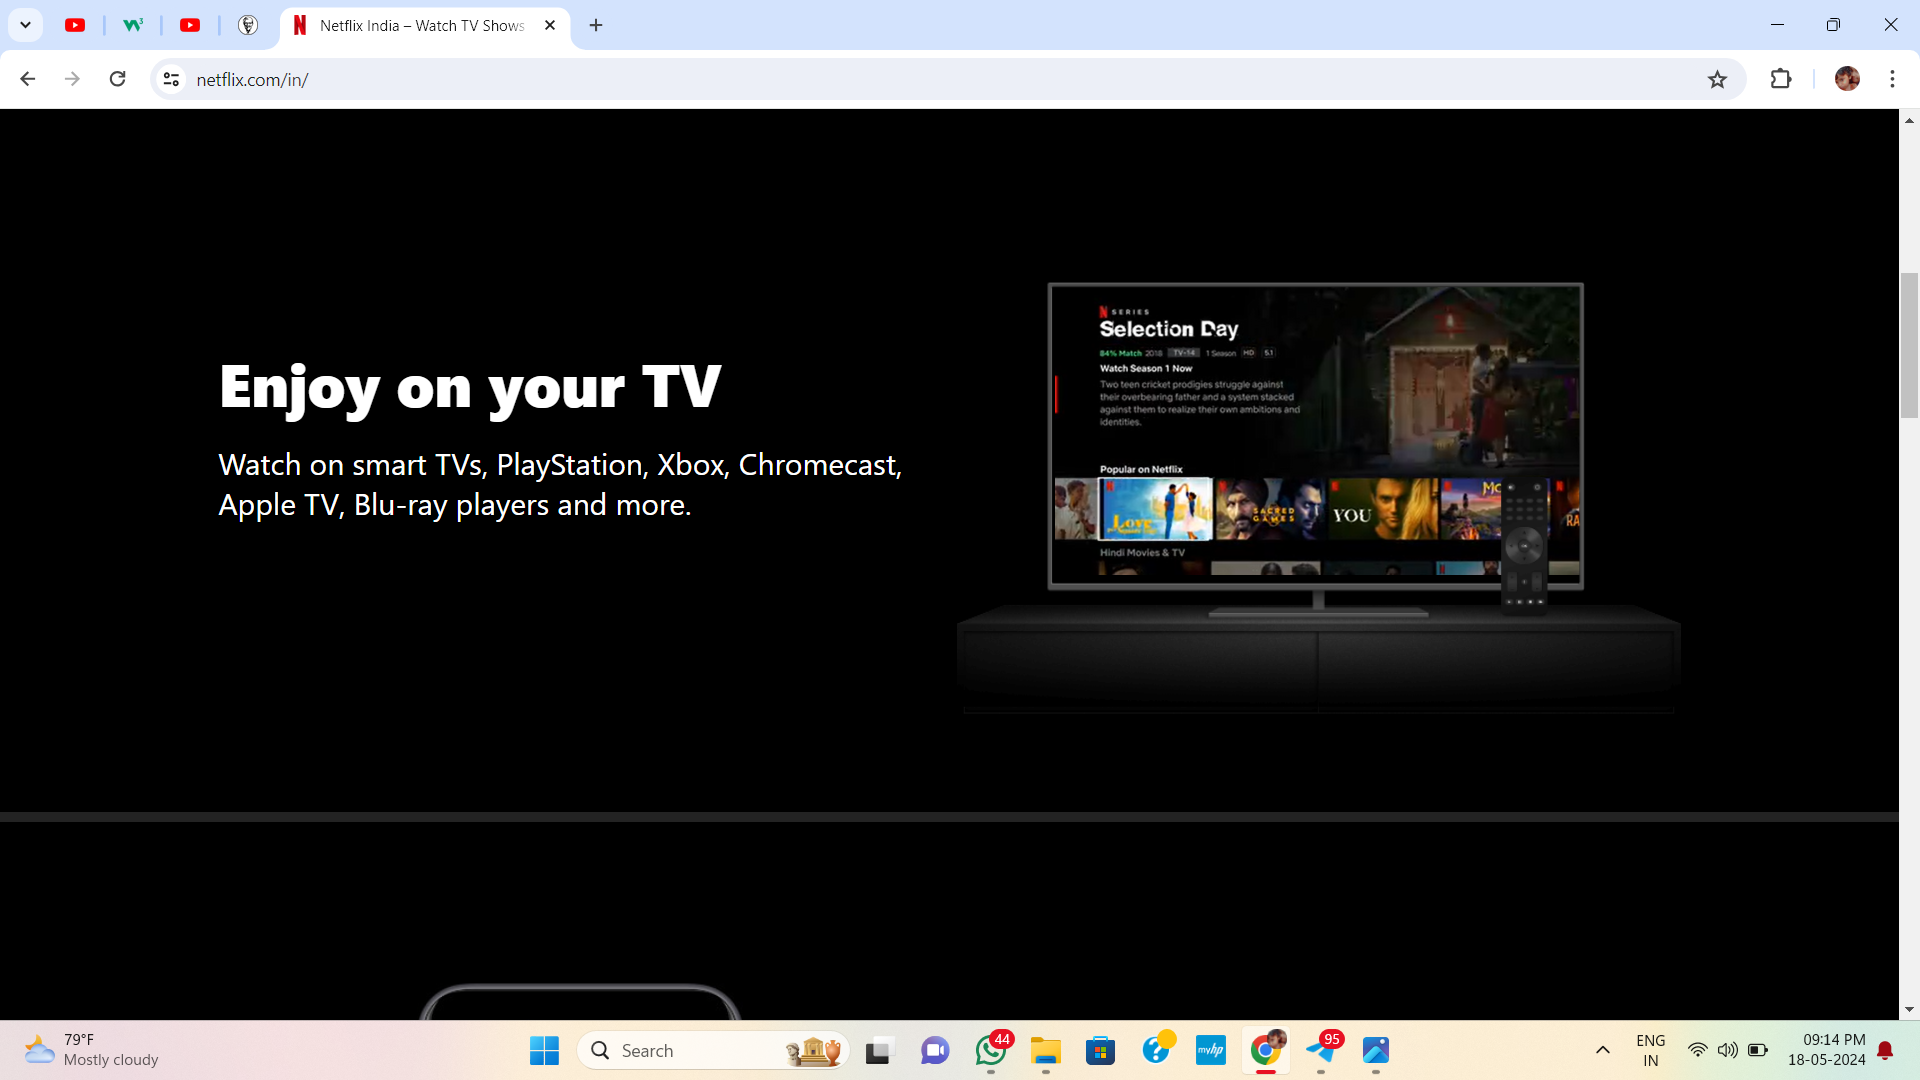 Netflix India – Watch TV Shows
netflix.com/in/
Enjoy on your TV
Watch on smart TVs, PlayStation, Xbox, Chromecast,
Apple TV, Blu-ray players and more.
SERIES
Selection Day
84% Match 2018 TV-14 1 Season HD 5.1
Watch Season 1 Now
Two teen cricket prodigies struggle against
their overbearing father and a system stacked
against them to realize their own ambitions and
identities.
Popular on Netflix
Love
SACRED
GAMES
YOU
Hindi Movies & TV
79°F
Mostly cloudy
Search
44
myhp
95
ENG
IN
09:14 PM
18-05-2024